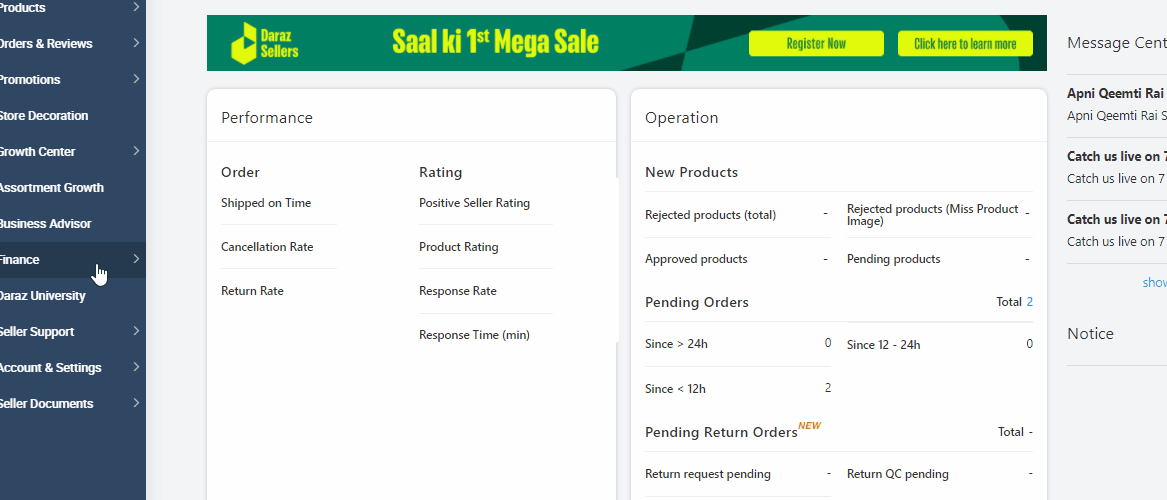 Products
Orders & Reviews
Promotions
Store Decoration
Growth Center
Assortment Growth
Business Advisor
Finance
Daraz University
Seller Support
Account & Settings
Seller Documents
Daraz
Sellers
Saal ki 1st Mega Sale
Register Now
Click here to learn more
Performance
Order
Shipped on Time
Cancellation Rate
Return Rate
Rating
Positive Seller Rating
Product Rating
Response Rate
Response Time (min)
Operation
New Products
Rejected products (total) -
Rejected products (Miss Product
Image) -
Approved products -
Pending products -
Pending Orders Total 2
Since > 24h 0
Since 12 - 24h 0
Since < 12h 2
Pending Return Orders NEW Total -
Return request pending -
Return QC pending -
Message Cent
Apni Qeemti Rai
Apni Qeemti Rai S
Catch us live on 7
Catch us live on 7
Catch us live on 7
Catch us live on 7
show
Notice